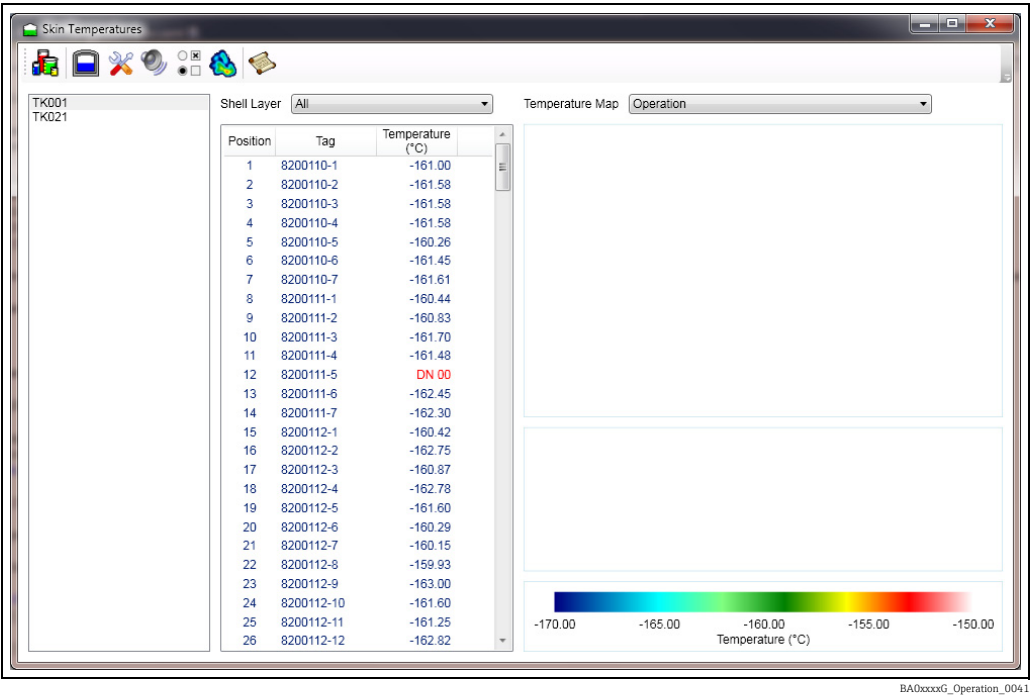 Skin Temperatures
TK001
TK021
Shell Layer All
Temperature Map Operation
Position Tag Temperature (°C)
1 8200110-1 -161.00
2 8200110-2 -161.58
3 8200110-3 -161.58
4 8200110-4 -161.58
5 8200110-5 -160.26
6 8200110-6 -161.45
7 8200110-7 -161.61
8 8200111-1 -160.44
9 8200111-2 -160.83
10 8200111-3 -161.70
11 8200111-4 -161.48
12 8200111-5 DN 00
13 8200111-6 -162.45
14 8200111-7 -162.30
15 8200112-1 -160.42
16 8200112-2 -162.75
17 8200112-3 -160.87
18 8200112-4 -162.78
19 8200112-5 -161.60
20 8200112-6 -160.29
21 8200112-7 -160.15
22 8200112-8 -159.93
23 8200112-9 -163.00
24 8200112-10 -161.60
25 8200112-11 -161.25
26 8200112-12 -162.82
-170.00 -165.00 -160.00 -155.00 -150.00
Temperature (°C)
BA0xxxxG_Operation_0041